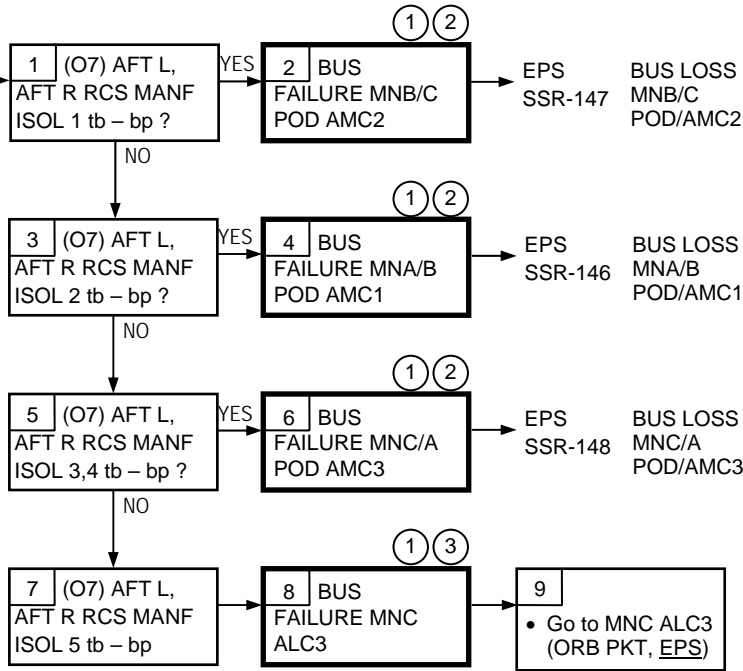 1 2
1 (O7) AFT L,
AFT R RCS MANF
ISOL 1 tb – bp ?
YES
2 BUS
FAILURE MNB/C
POD AMC2
EPS
SSR-147
BUS LOSS
MNB/C
POD/AMC2
NO
1 2
3 (O7) AFT L,
AFT R RCS MANF
ISOL 2 tb – bp ?
YES
4 BUS
FAILURE MNA/B
POD AMC1
EPS
SSR-146
BUS LOSS
MNA/B
POD/AMC1
NO
1 2
5 (O7) AFT L,
AFT R RCS MANF
ISOL 3,4 tb – bp ?
YES
6 BUS
FAILURE MNC/A
POD AMC3
EPS
SSR-148
BUS LOSS
MNC/A
POD/AMC3
NO
1 3
7 (O7) AFT L,
AFT R RCS MANF
ISOL 5 tb – bp
8 BUS
FAILURE MNC
ALC3
9
• Go to MNC ALC3
(ORB PKT, EPS)